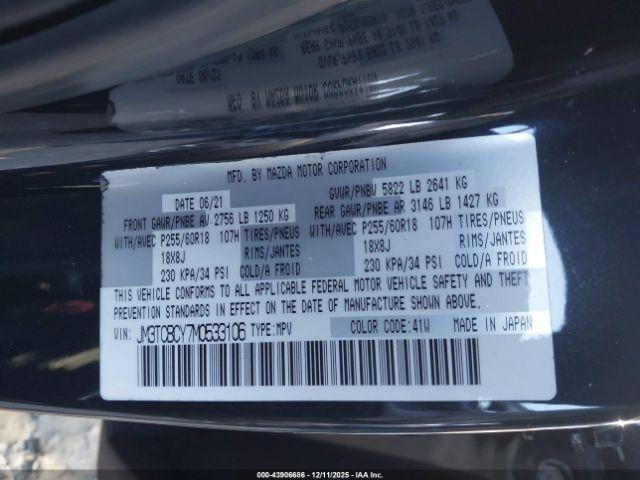 MFD. BY MAZDA MOTOR CORPORATION
DATE 06/21 GVWR/PNBV 5822 LB 2641 KG
FRONT GAWR/PNBE AV 2756 LB 1250 KG REAR GAWR/PNBE AR 3146 LB 1427 KG
WITH/AVEC P255/60R18 107H TIRES/PNEUS WITH/AVEC P255/60R18 107H TIRES/PNEUS
18X8J RIMS/JANTES 18X8J RIMS/JANTES
230 KPA/34 PSI COLD/A FROID 230 KPA/34 PSI COLD/A FROID
THIS VEHICLE CONFORMS TO ALL APPLICABLE FEDERAL MOTOR VEHICLE SAFETY AND THEFT
PREVENTION STANDARDS IN EFFECT ON THE DATE OF MANUFACTURE SHOWN ABOVE.
VIN: JM3TCBCY7M0533106 TYPE:MPV COLOR CODE:41W MADE IN JAPAN
00-43906686 - 12/11/2025 - IAA Inc.